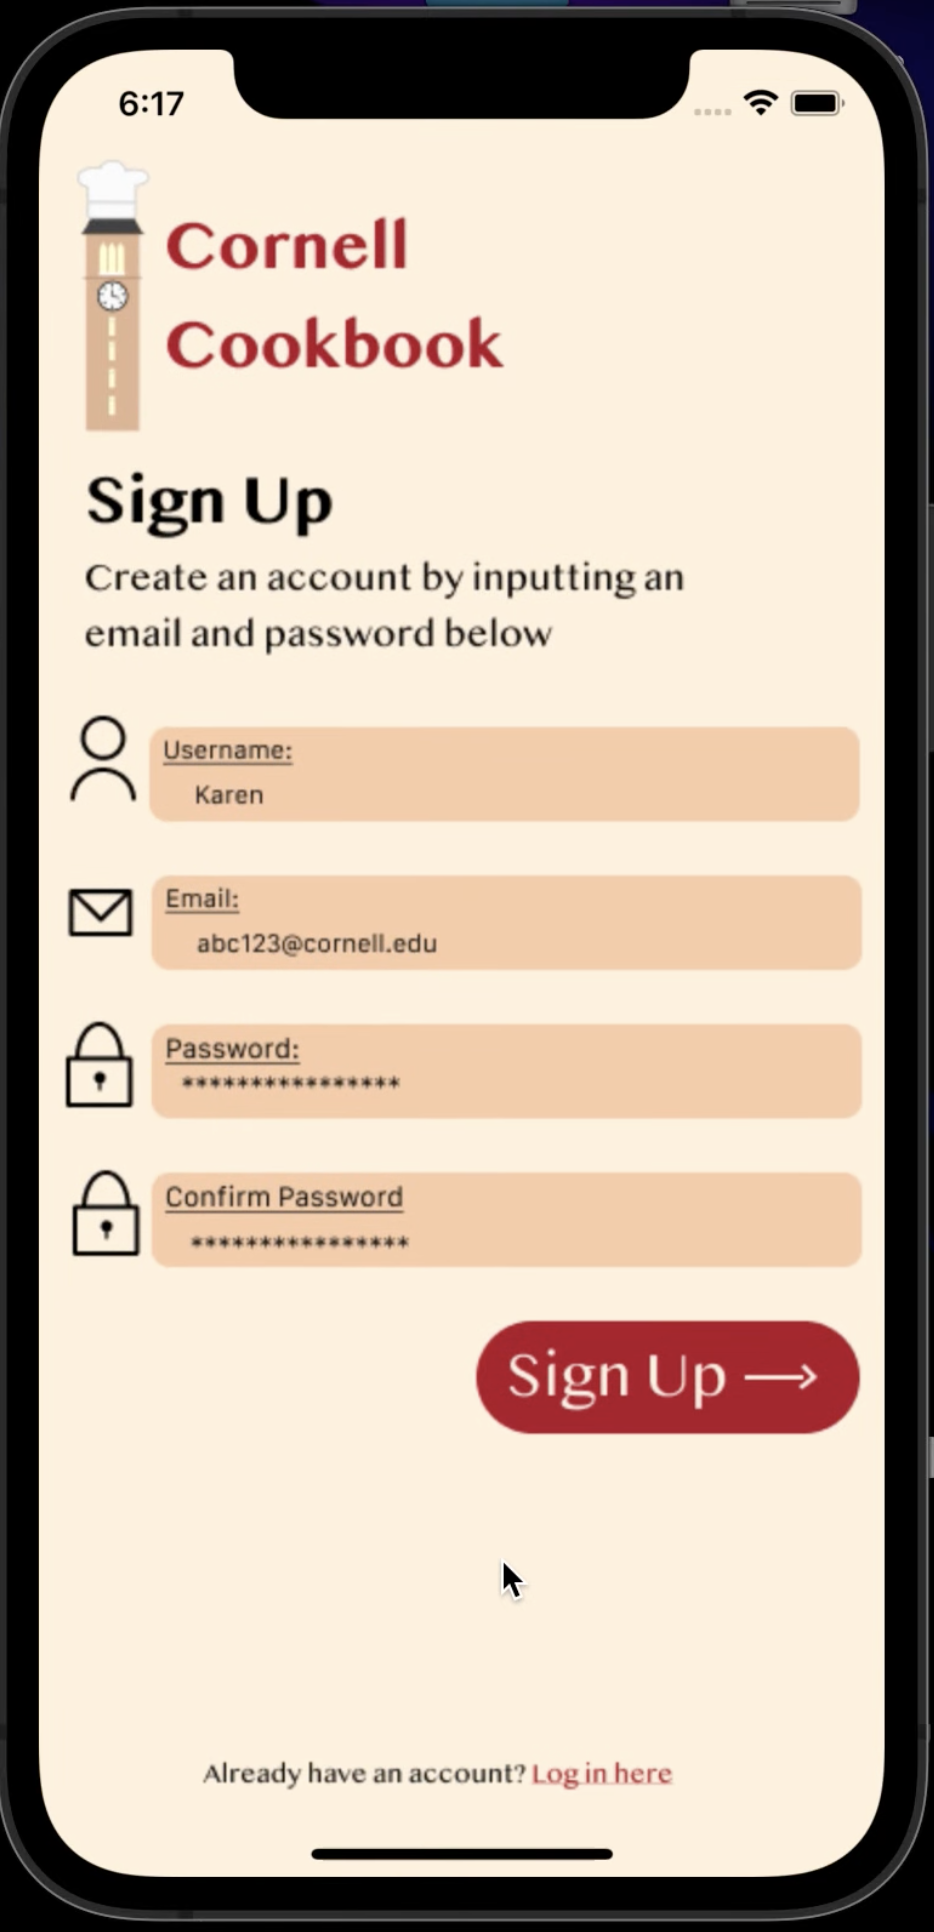 6:17
Cornell
Cookbook
Sign Up
Create an account by inputting an
email and password below
Username:
Karen
Email:
abc123@cornell.edu
Password:
****************
Confirm Password
****************
Sign Up →
Already have an account? Log in here